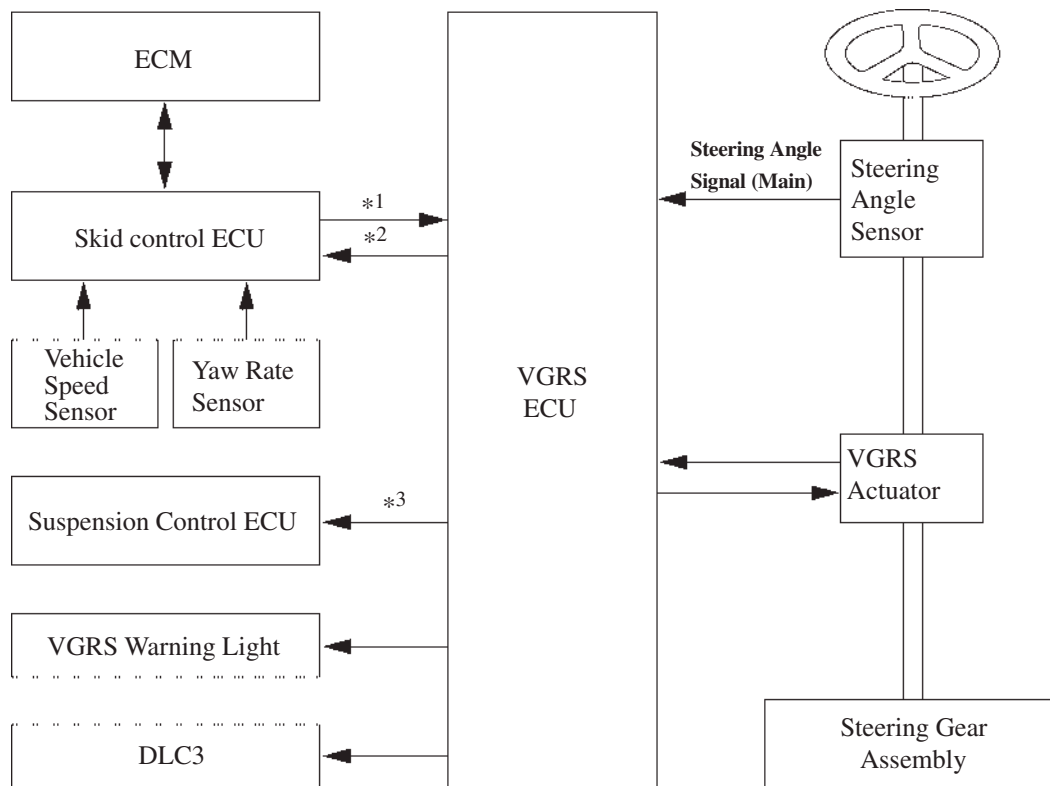 ECM
Steering Angle
Signal (Main)
Steering
Angle
Sensor
*1
Skid control ECU
*2
Vehicle
Speed
Sensor
Yaw Rate
Sensor
VGRS
ECU
VGRS
Actuator
*3
Suspension Control ECU
VGRS Warning Light
DLC3
Steering Gear
Assembly